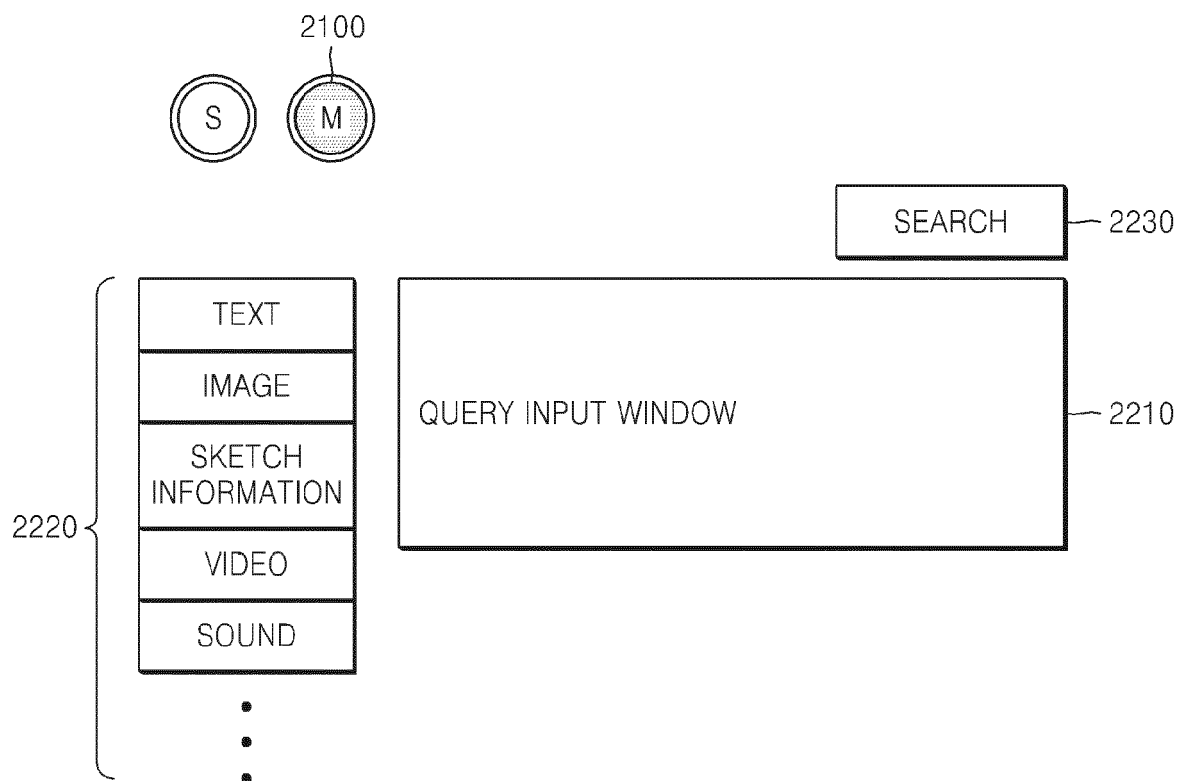 2100
S
M
SEARCH
2230
TEXT
IMAGE
SKETCH
INFORMATION
VIDEO
SOUND
2220
QUERY INPUT WINDOW
2210